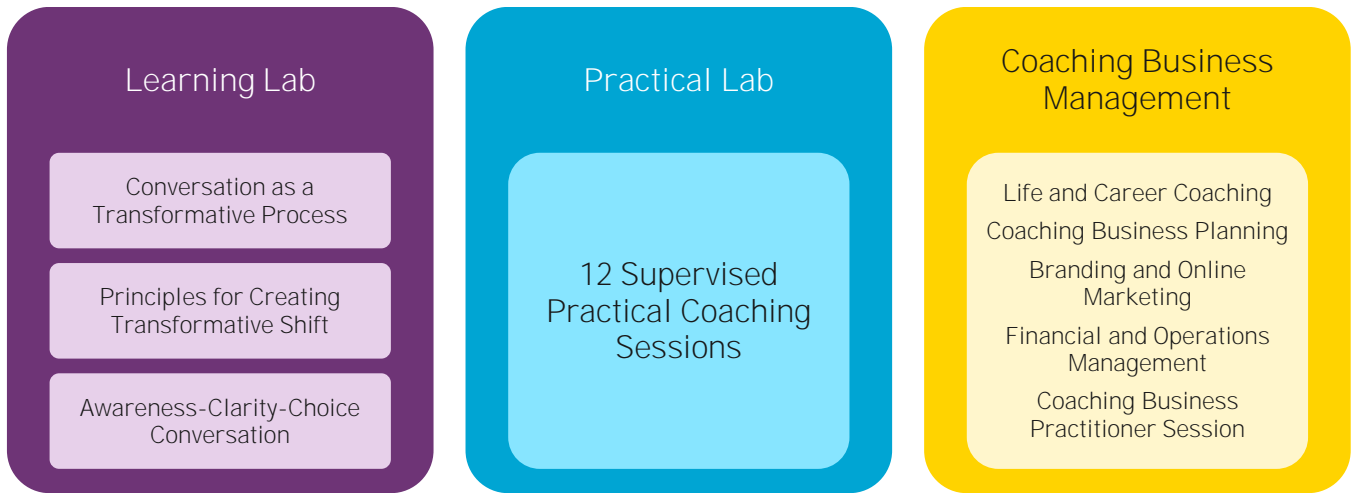 Learning Lab
Conversation as a
Transformative Process
Principles for Creating
Transformative Shift
Awareness-Clarity-Choice
Conversation
Practical Lab
12 Supervised
Practical Coaching
Sessions
Coaching Business
Management
Life and Career Coaching
Coaching Business Planning
Branding and Online
Marketing
Financial and Operations
Management
Coaching Business
Practitioner Session